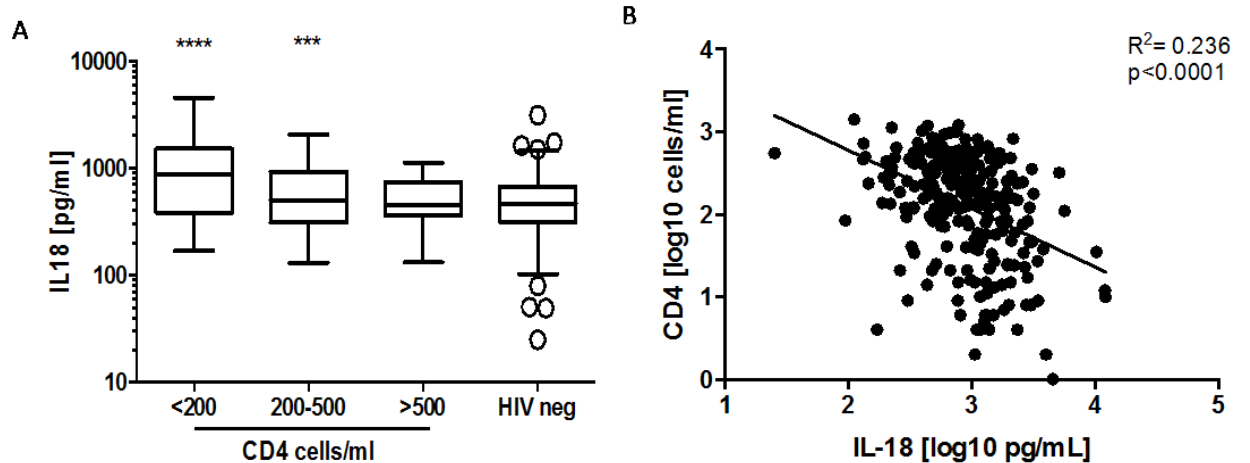 A
**** ***
10000
1000
100
10
IL18 [pg/ml]
<200 200-500 >500 HIV neg
CD4 cells/ml
B
R2= 0.236
p<0.0001
4
3
2
1
0
CD4 [log10 cells/ml]
1 2 3 4 5
IL-18 [log10 pg/mL]